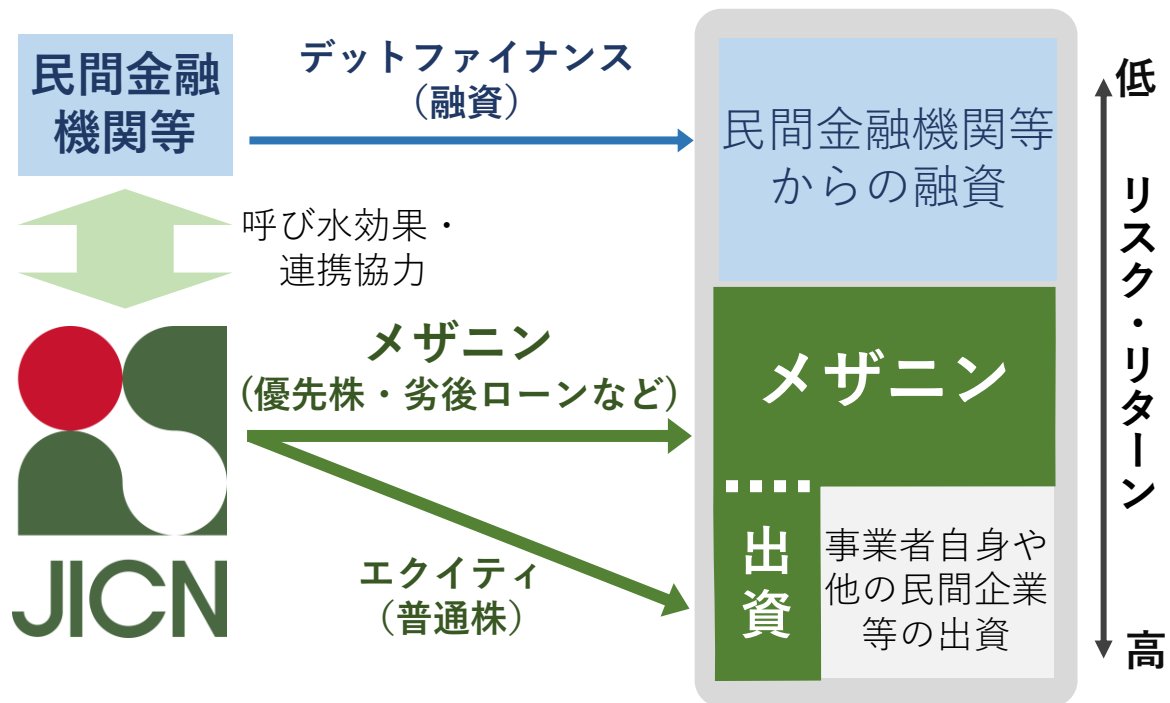 民間金融
機関等
デットファイナンス
（融資）
民間金融機関等
からの融資
低
リスク・リターン
高
呼び水効果・
連携協力
メザニン
(優先株・劣後ローンなど)
メザニン
JICN
エクイティ
（普通株）
出資
事業者自身や
他の民間企業
等の出資